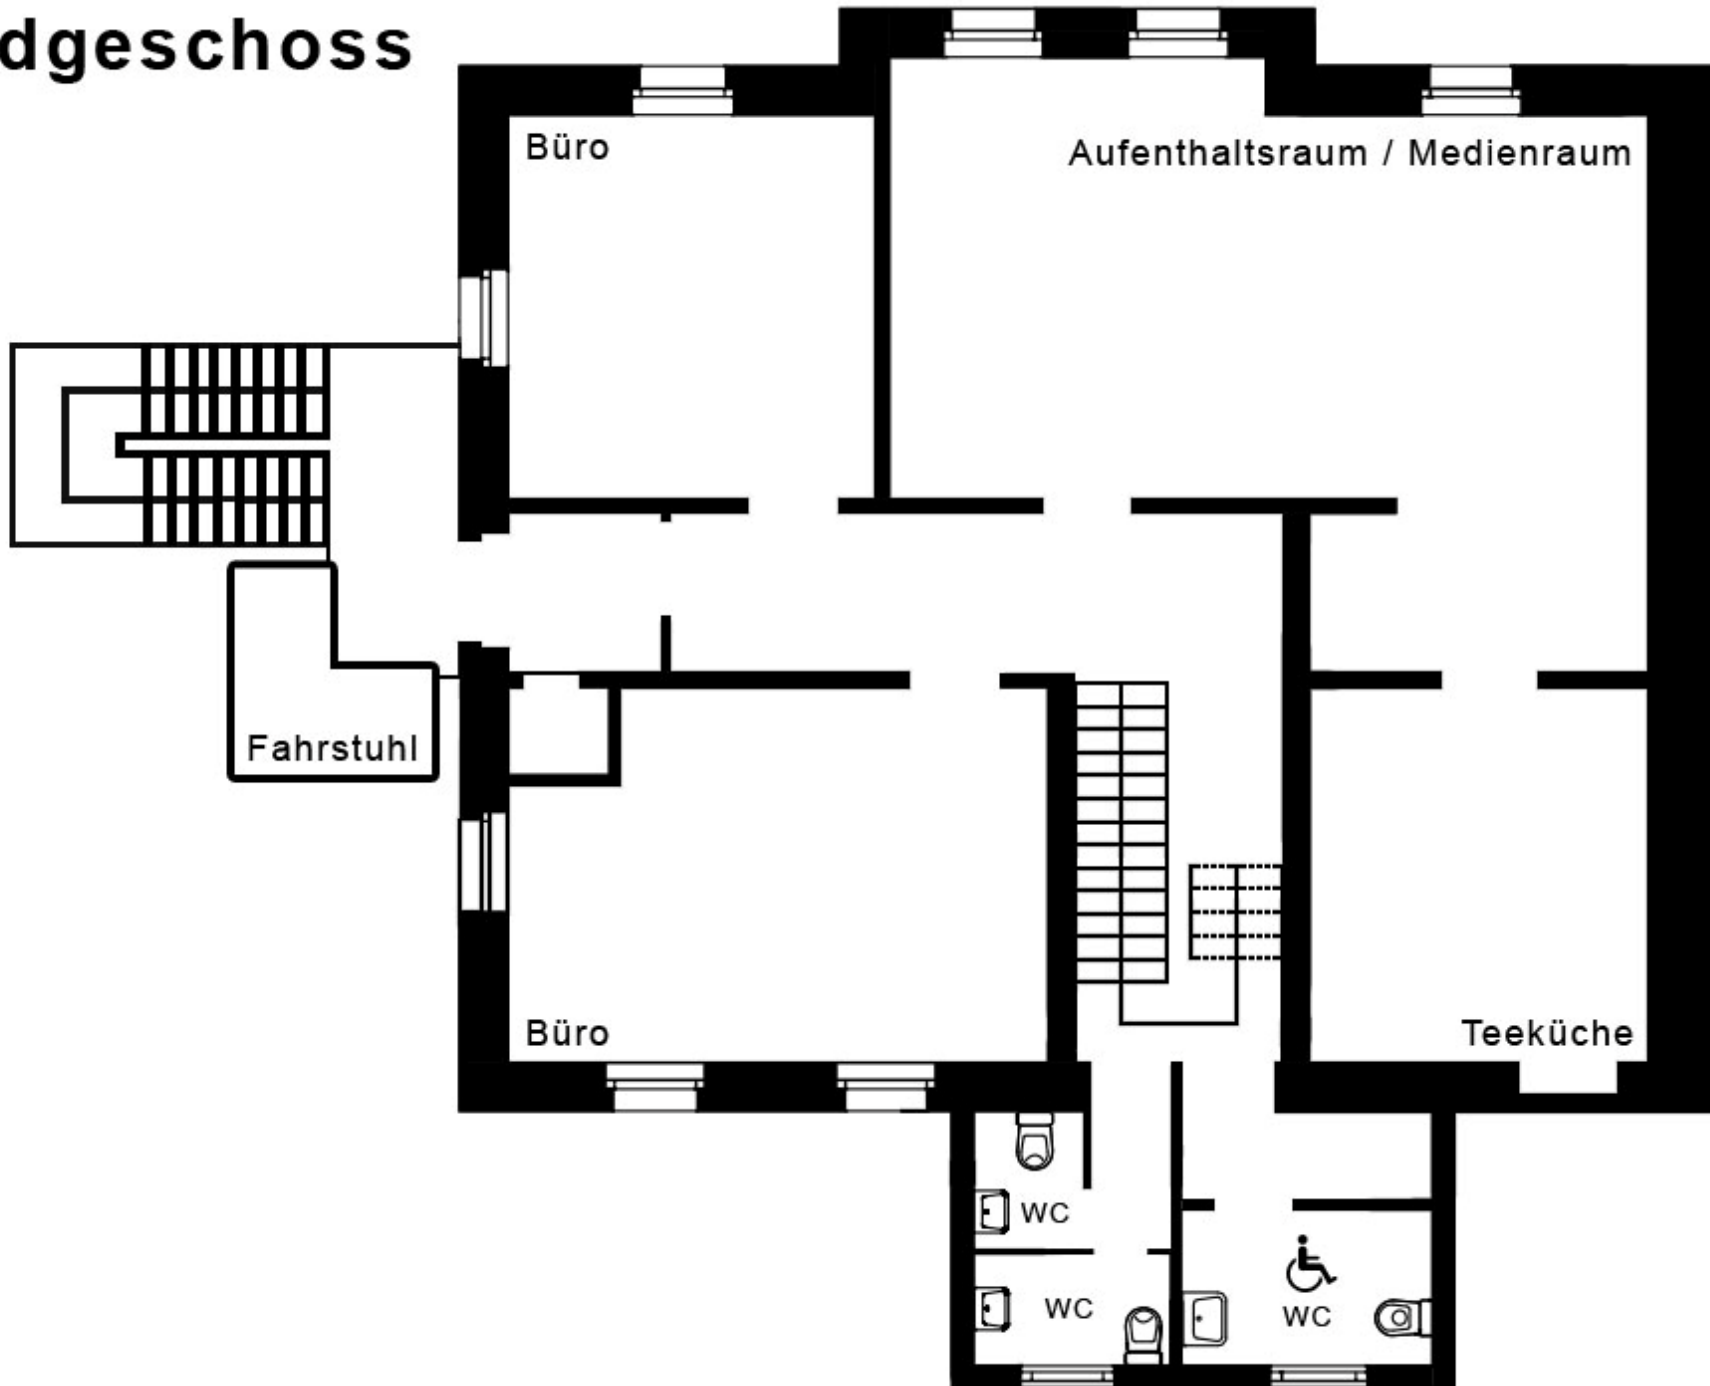 dgeschoss
Büro
Aufenthaltsraum / Medienraum
Fahrstuhl
Büro
Teeküche
WC
WC
WC